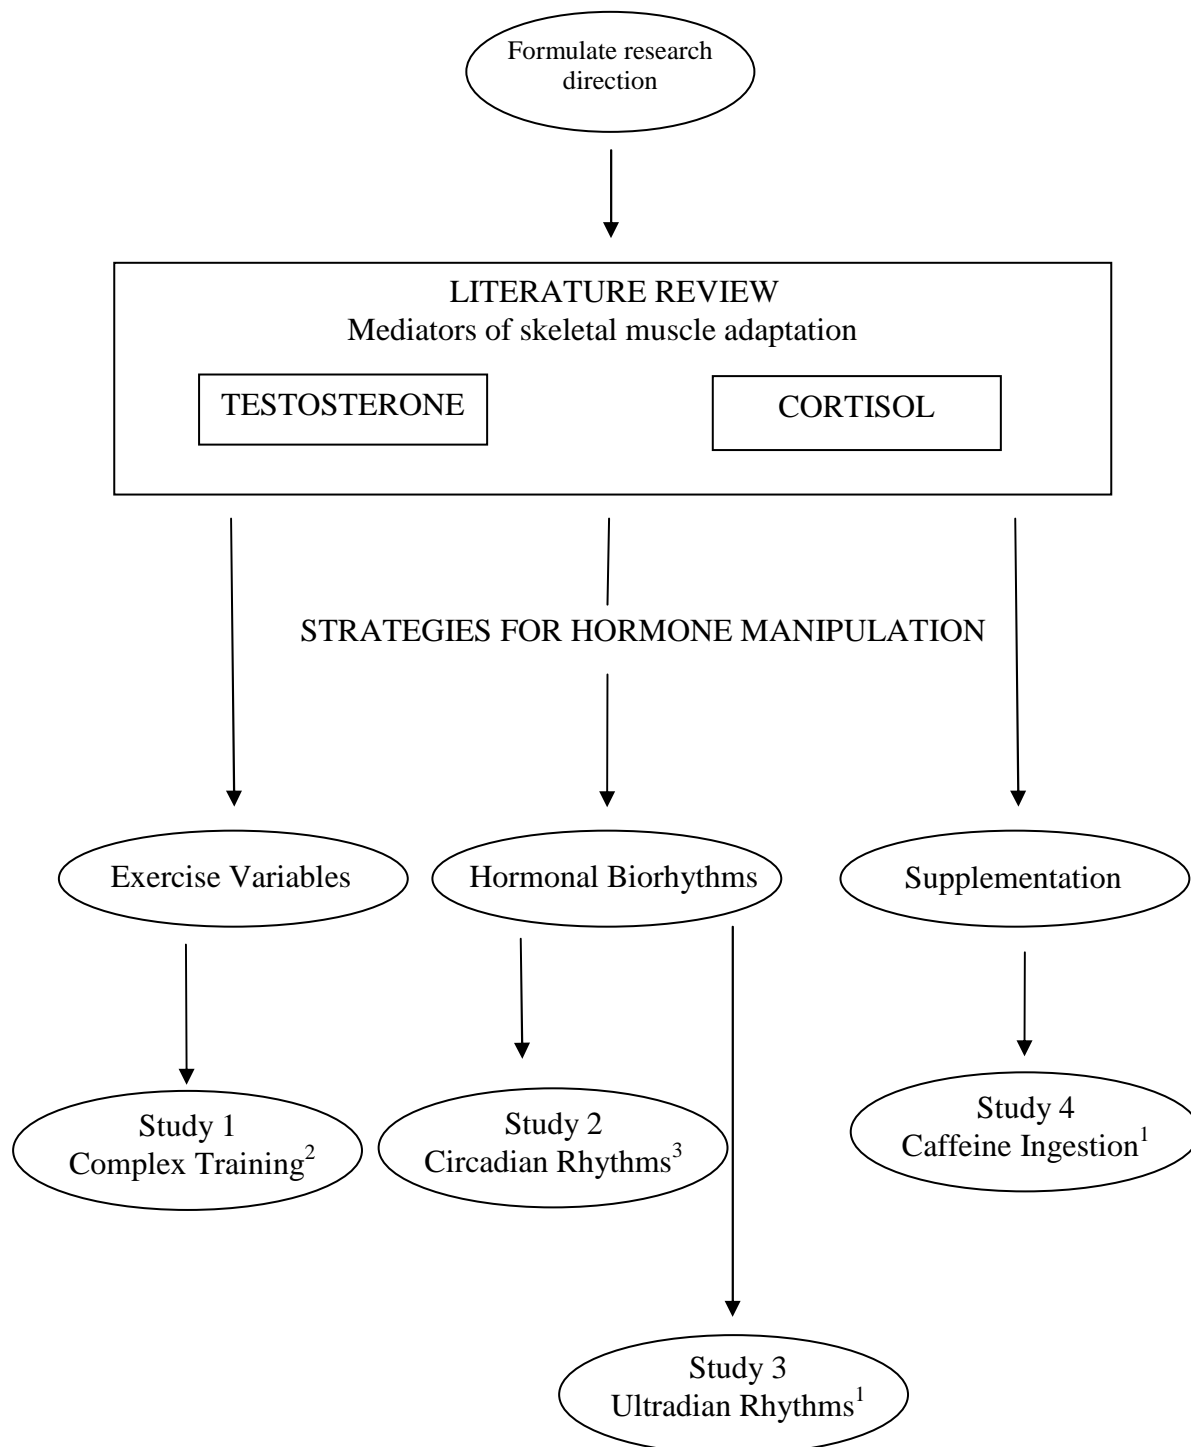 Formulate research
direction
LITERATURE REVIEW
Mediators of skeletal muscle adaptation
TESTOSTERONE
CORTISOL
STRATEGIES FOR HORMONE MANIPULATION
Exercise Variables
Hormonal Biorhythms
Supplementation
Study 1
Complex Training²
Study 2
Circadian Rhythms³
Study 4
Caffeine Ingestion¹
Study 3
Ultradian Rhythms¹